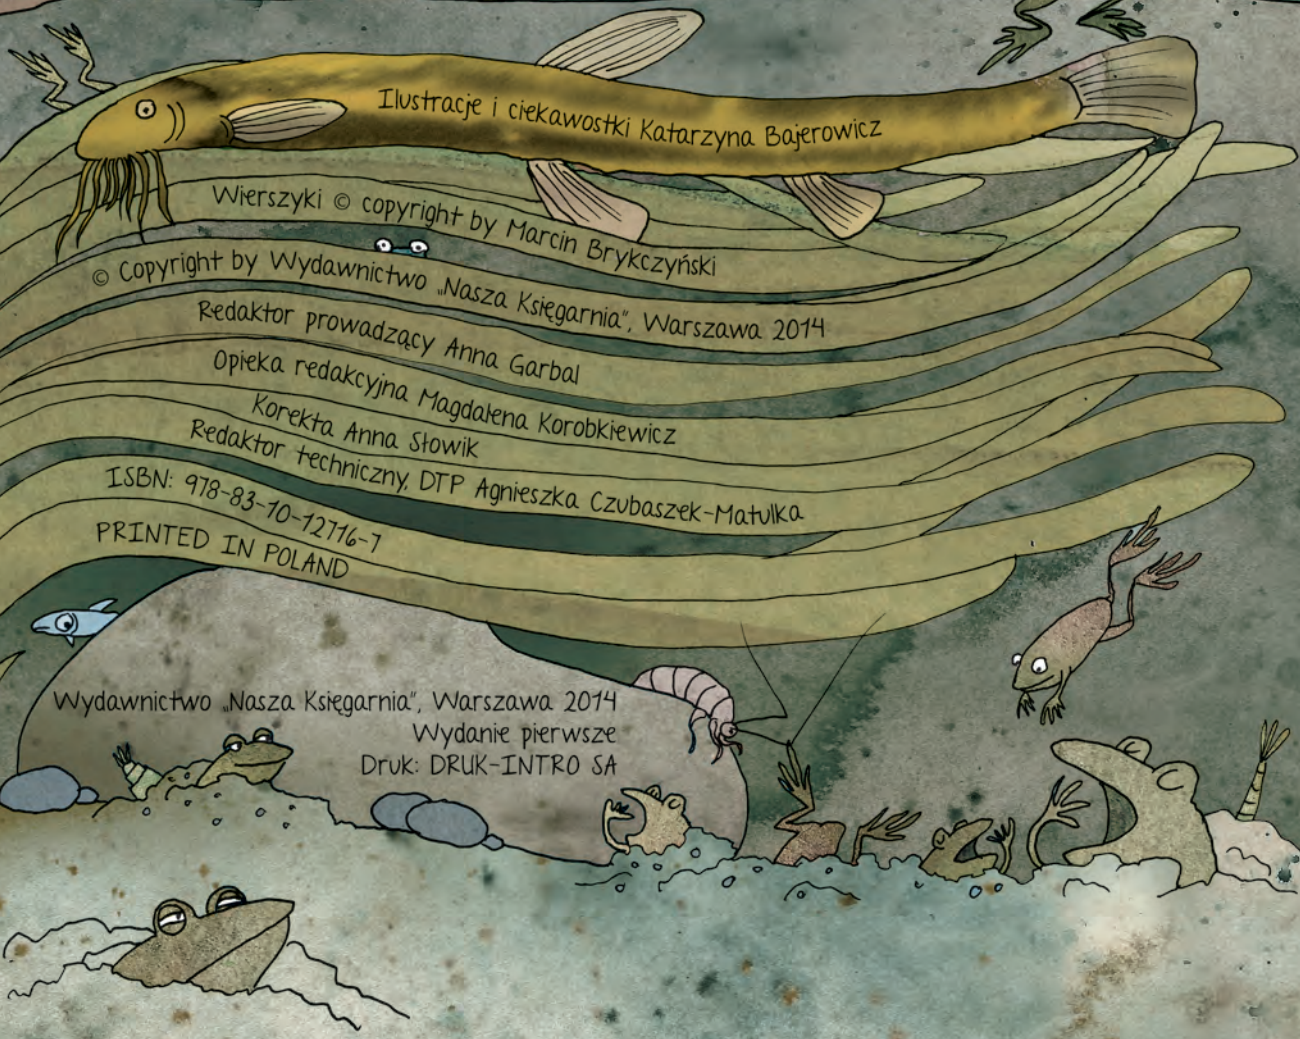 Ilustracje i ciekawostki Katarzyna Bajerowicz
Wierszyki © copyright by Marcin Brykczyński
© Copyright by Wydawnictwo „Nasza Księgarnia”, Warszawa 2014
Redaktor prowadzący Anna Garbal
Opieka redakcyjna Magdalena Korobkiewicz
Korekta Anna Słowik
Redaktor techniczny, DTP Agnieszka Czubaszek-Matulka
ISBN: 978-83-10-12716-7
PRINTED IN POLAND
Wydawnictwo „Nasza Księgarnia”, Warszawa 2014
Wydanie pierwsze
Druk: DRUK-INTRO SA